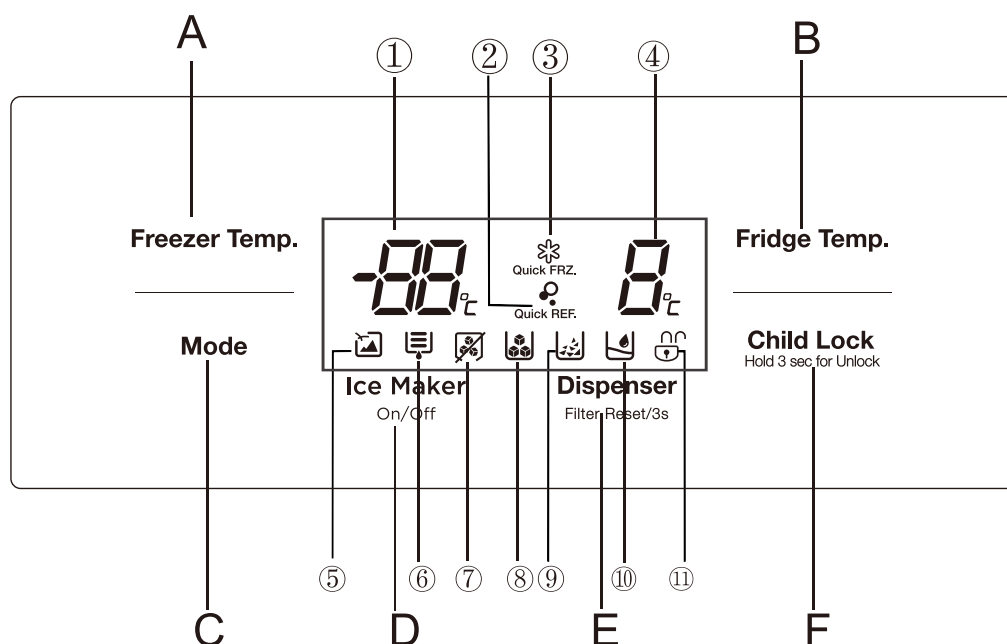 A
B
① ② ③ ④
Freezer Temp.
-88°C
Quick FRZ.
Quick REF.
8°C
Fridge Temp.
Mode
Child Lock
Hold 3 sec for Unlock
Ice Maker
On/Off
Dispenser
Filter Reset/3s
⑤ ⑥ ⑦ ⑧ ⑨ ⑩ ⑪
C D E F